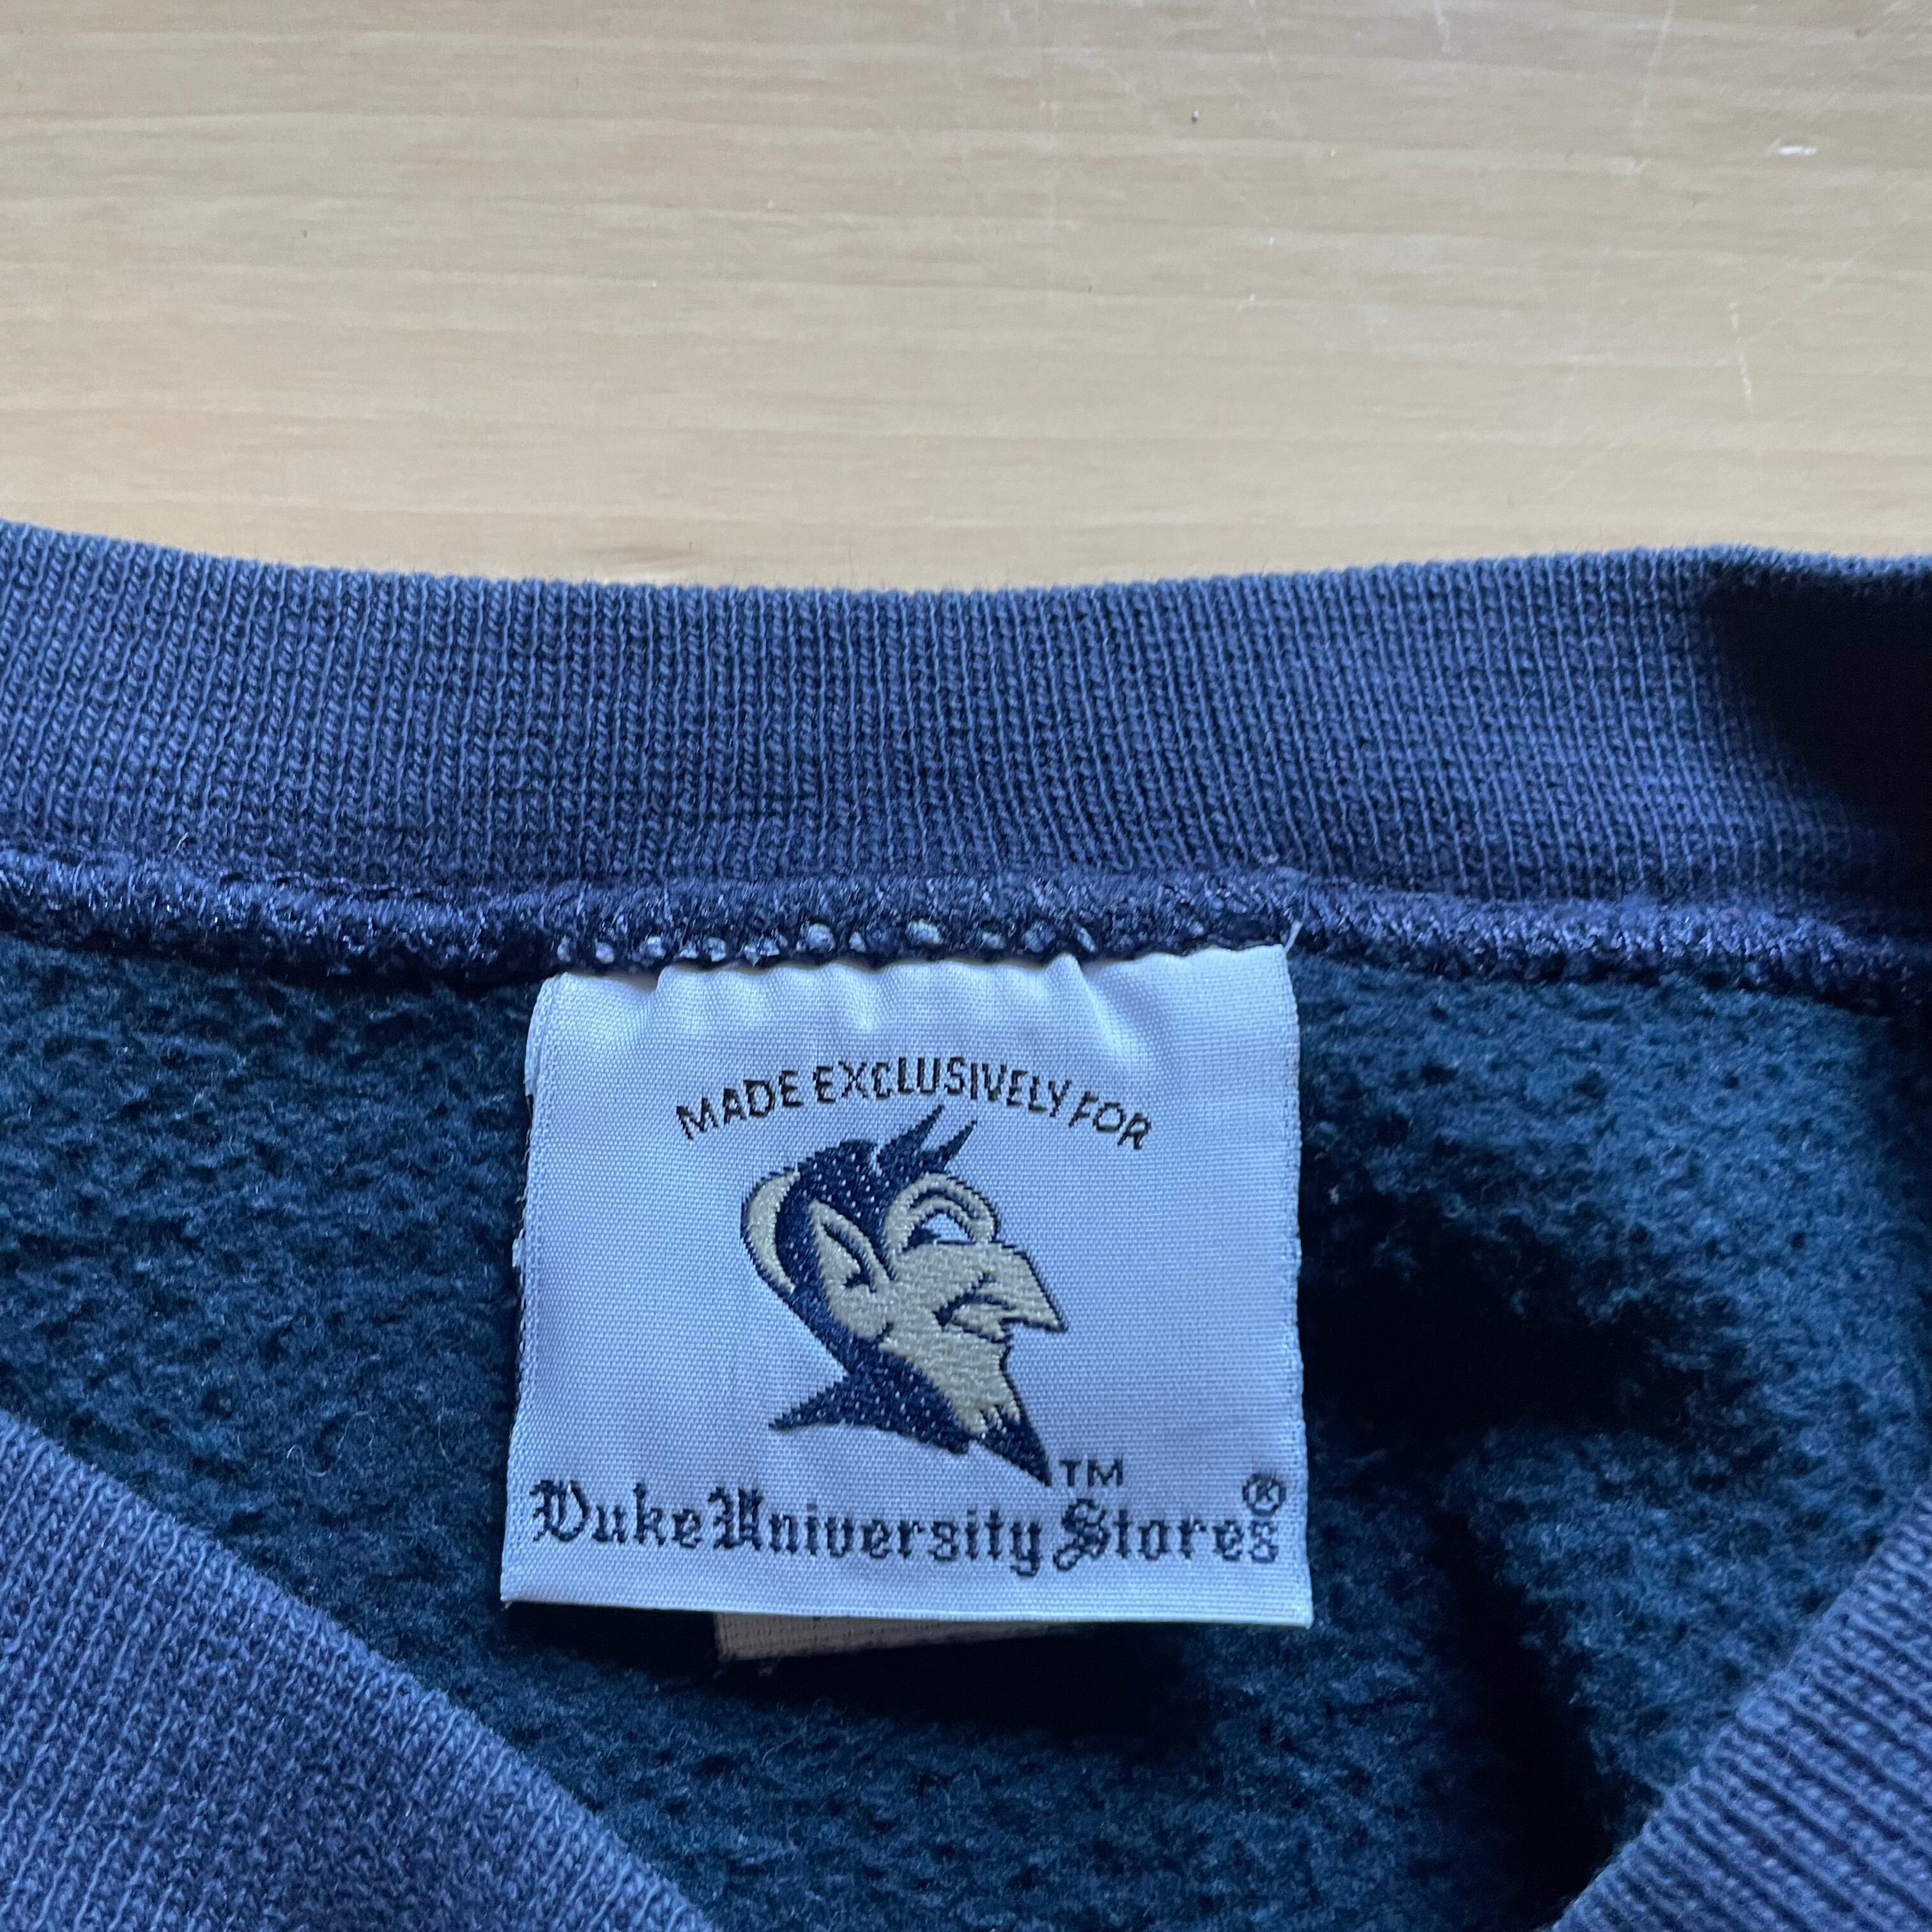 MADE EXCLUSIVELY FOR
TM
Duke University Stores®